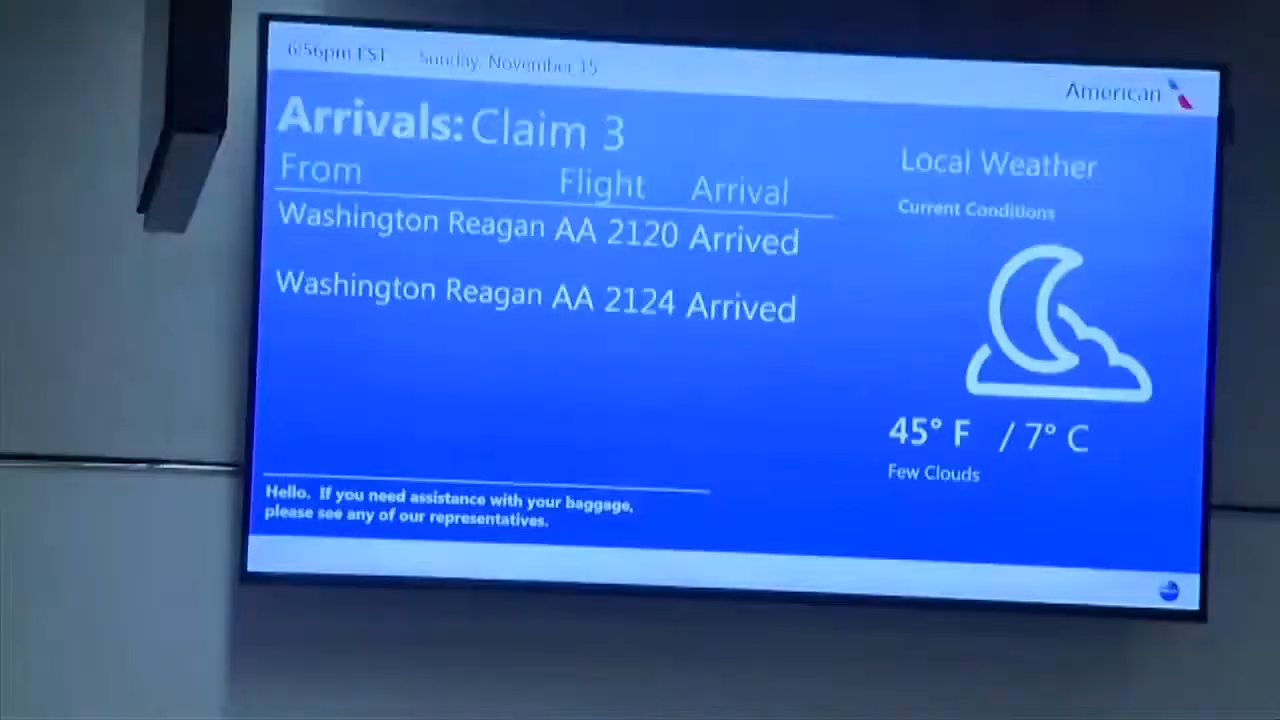 6:56pm EST Sunday, November 15
American
Arrivals: Claim 3
From Flight Arrival
Washington Reagan AA 2120 Arrived
Washington Reagan AA 2124 Arrived
Hello. If you need assistance with your baggage,
please see any of our representatives.
Local Weather
Current Conditions
45° F / 7° C
Few Clouds